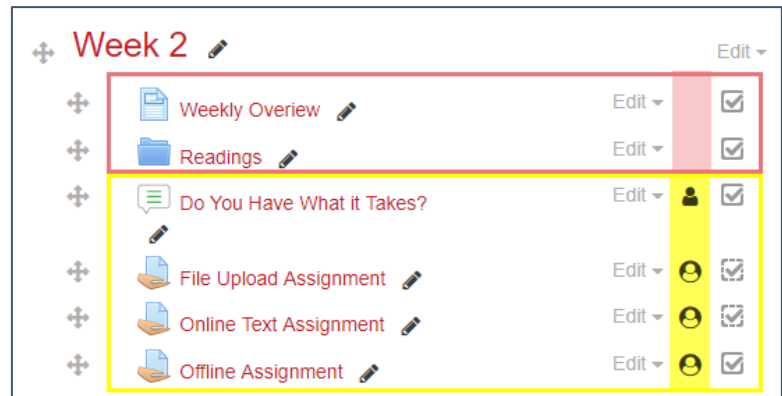 Week 2 Edit
Weekly Overiew Edit
Readings Edit
Do You Have What it Takes? Edit
File Upload Assignment Edit
Online Text Assignment Edit
Offline Assignment Edit